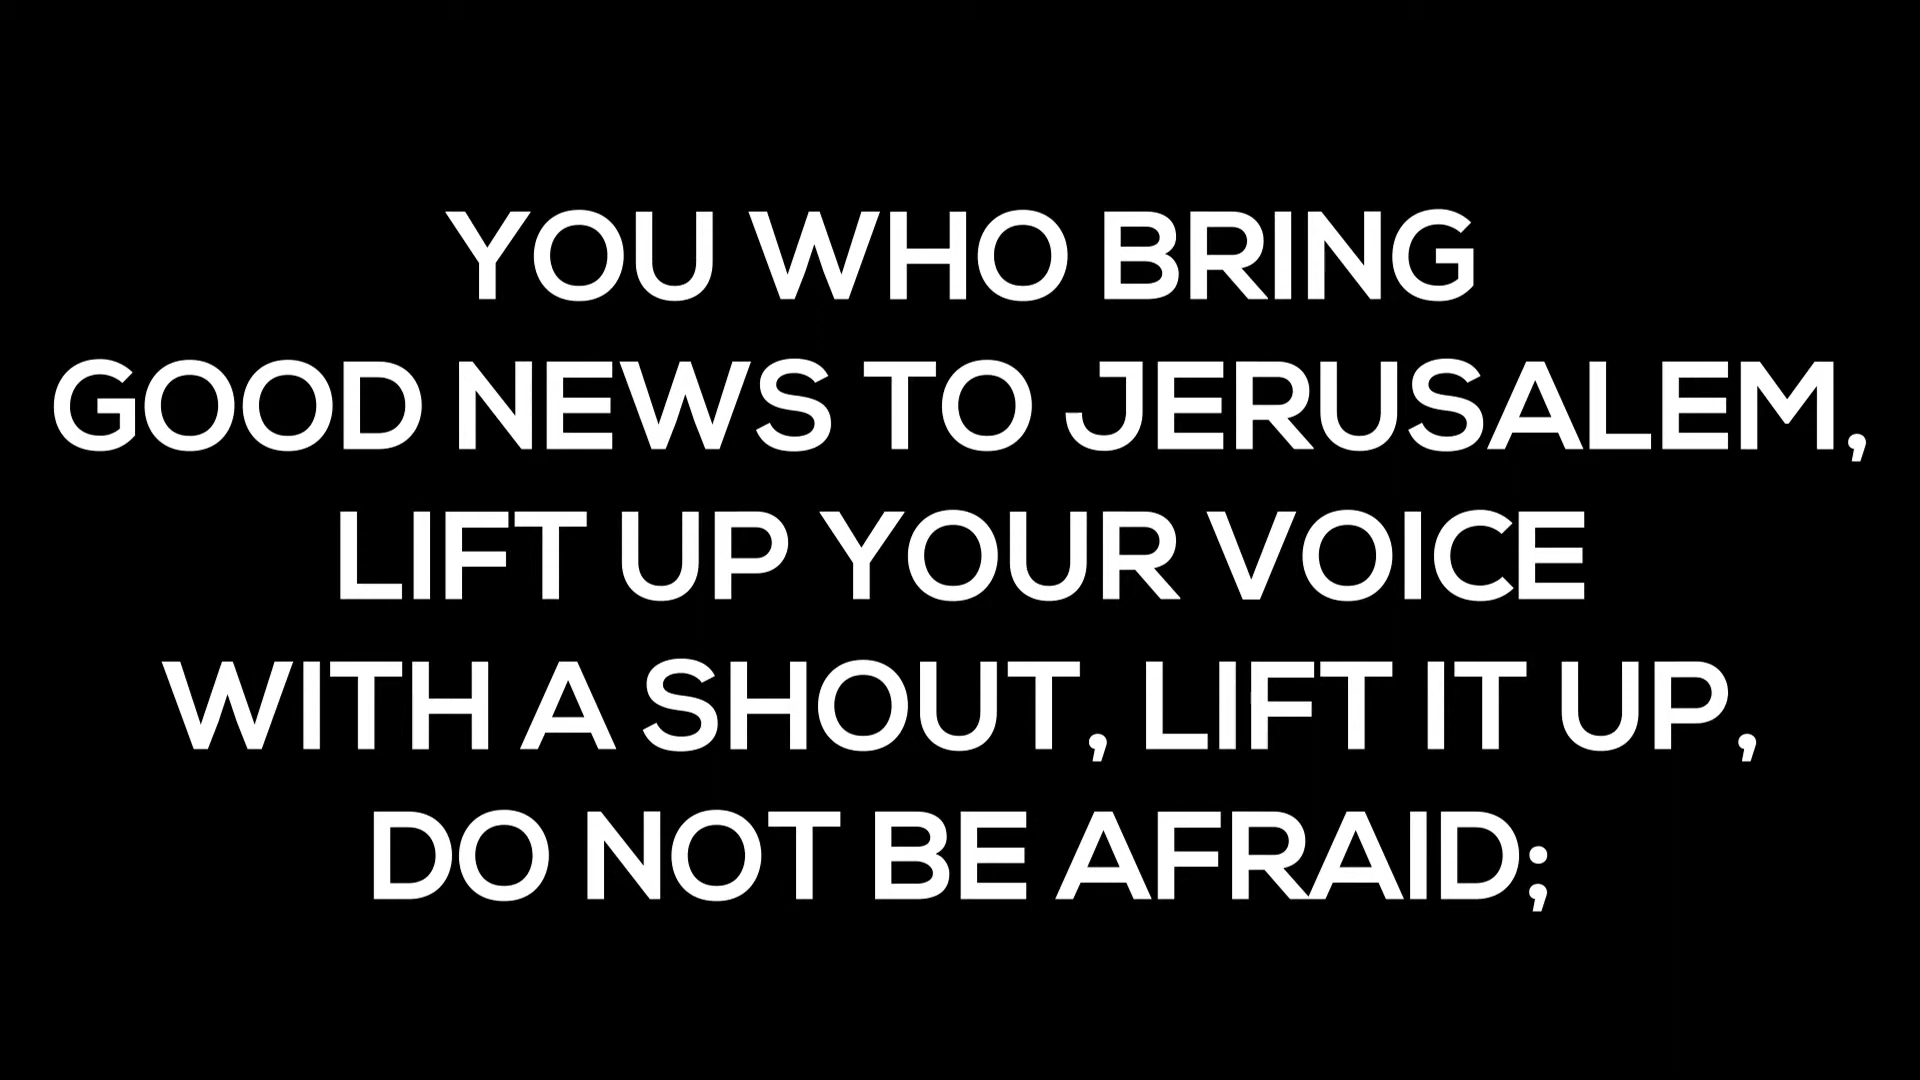 YOU WHO BRING
GOOD NEWS TO JERUSALEM,
LIFT UP YOUR VOICE
WITH A SHOUT, LIFT IT UP,
DO NOT BE AFRAID;